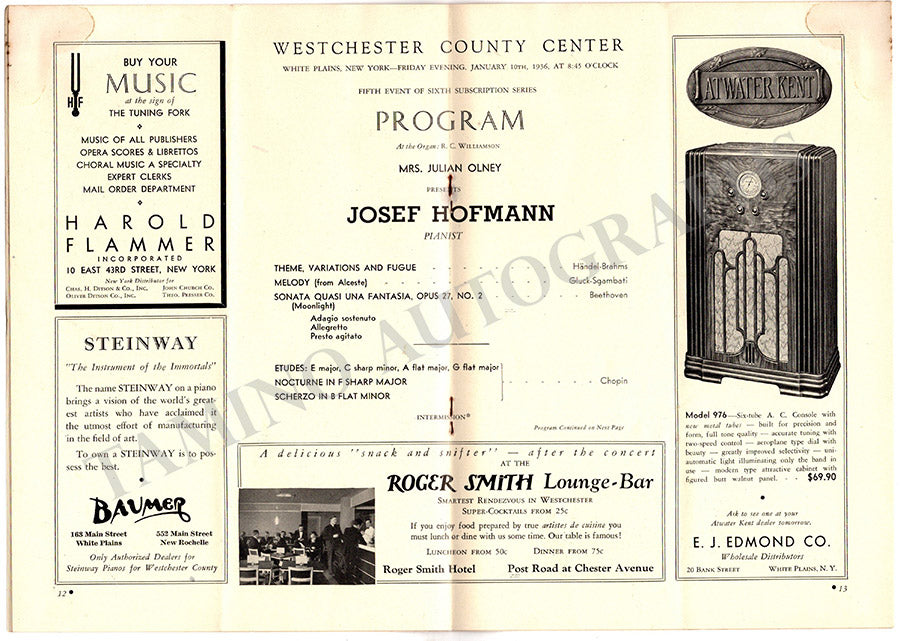 BUY YOUR
MUSIC
at the sign of
THE TUNING FORK
HF
MUSIC OF ALL PUBLISHERS
OPERA SCORES & LIBRETTOS
CHORAL MUSIC A SPECIALTY
EXPERT CLERKS
MAIL ORDER DEPARTMENT
HAROLD
FLAMMER
INCORPORATED
10 EAST 43RD STREET, NEW YORK
New York Distributor for
CHAS. H. DITSON & CO., INC. JOHN CHURCH CO.
OLIVER DITSON CO., INC. THEO. PRESSER CO.
STEINWAY
"The Instrument of the Immortals"
The name STEINWAY on a piano
brings a vision of the world's great-
est artists who have acclaimed it
the utmost effort of manufacturing
in the field of art.
To own a STEINWAY is to pos-
sess the best.
BAUMER
163 Main Street 552 Main Street
White Plains New Rochelle
Only Authorized Dealers for
Steinway Pianos for Westchester County
12
WESTCHESTER COUNTY CENTER
WHITE PLAINS, NEW YORK—FRIDAY EVENING, JANUARY 10TH, 1936, AT 8:45 O'CLOCK
FIFTH EVENT OF SIXTH SUBSCRIPTION SERIES
PROGRAM
At the Organ: R. C. WILLIAMSON
MRS. JULIAN OLNEY
PRESENTS
JOSEF HOFMANN
PIANIST
THEME, VARIATIONS AND FUGUE Händel-Brahms
MELODY (from Alceste) Gluck-Sgambati
SONATA QUASI UNA FANTASIA, OPUS 27, NO. 2 Beethoven
(Moonlight)
Adagio sostenuto
Allegretto
Presto agitato
ETUDES: E major, C sharp minor, A flat major, G flat major
NOCTURNE IN F SHARP MAJOR Chopin
SCHERZO IN B FLAT MINOR
INTERMISSION*
Program Continued on Next Page
A delicious "snack and snifter" — after the concert
AT THE
ROGER SMITH Lounge-Bar
SMARTEST RENDEZVOUS IN WESTCHESTER
SUPER-COCKTAILS FROM 25c
If you enjoy food prepared by true artistes de cuisine you
must lunch or dine with us some time. Our table is famous!
LUNCHEON FROM 50c DINNER FROM 75c
Roger Smith Hotel Post Road at Chester Avenue
ATWATER KENT
Model 976—Six-tube A. C. Console with
new metal tubes — built for precision and
form, full tone quality — accurate tuning with
two-speed control — aeroplane type dial with
beauty — greatly improved selectivity — uni-
automatic light illuminating only the band in
use — modern type attractive cabinet with
figured butt walnut panel. $69.90
Ask to see one at your
Atwater Kent dealer tomorrow.
E. J. EDMOND CO.
Wholesale Distributors
20 BANK STREET WHITE PLAINS, N. Y.
13
TAMINO AUTOGRAPHS